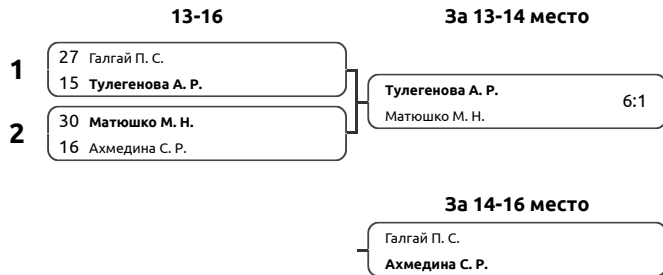 13-16
За 13-14 место
1
27 Галгай П. С.
15 Тулегенова А. Р.
2
30 Матюшко М. Н.
16 Ахмедина С. Р.
Тулегенова А. Р.
6:1
Матюшко М. Н.
За 14-16 место
Галгай П. С.
Ахмедина С. Р.